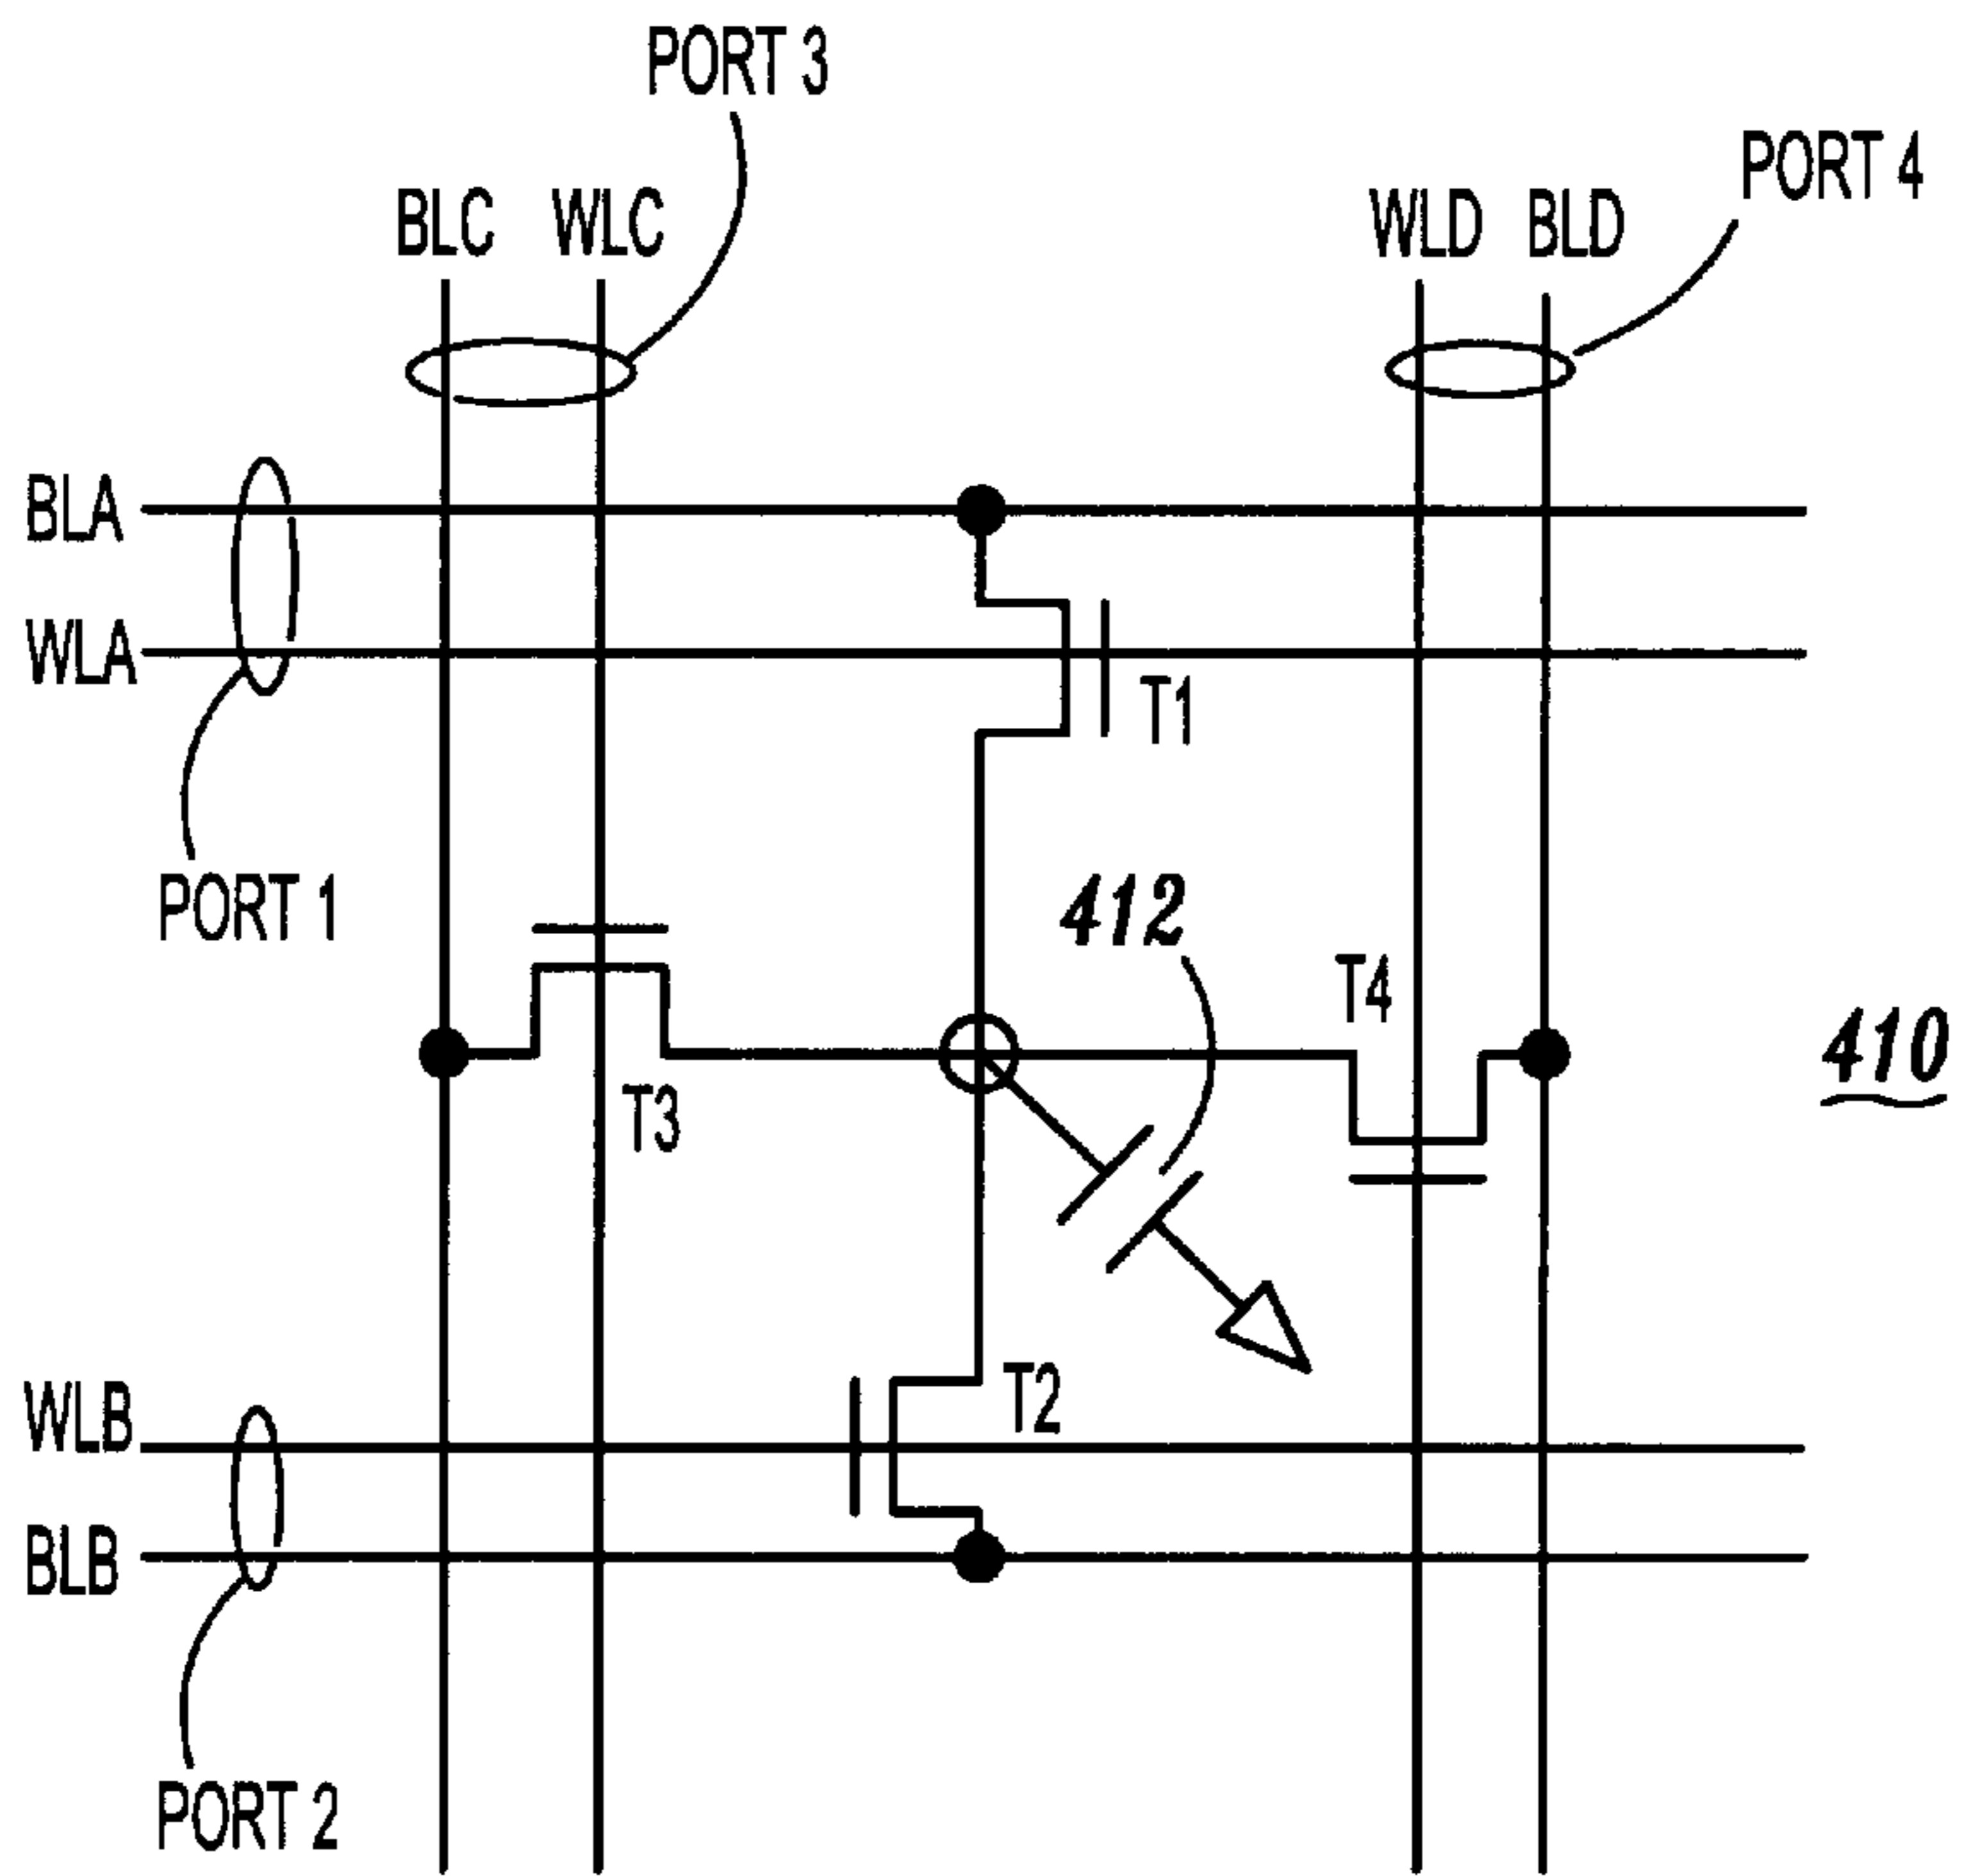 PORT 3
PORT 4
BLC WLC
WLD BLD
BLA
WLA
T1
PORT 1
412
T4
410
T3
T2
WLB
BLB
PORT 2